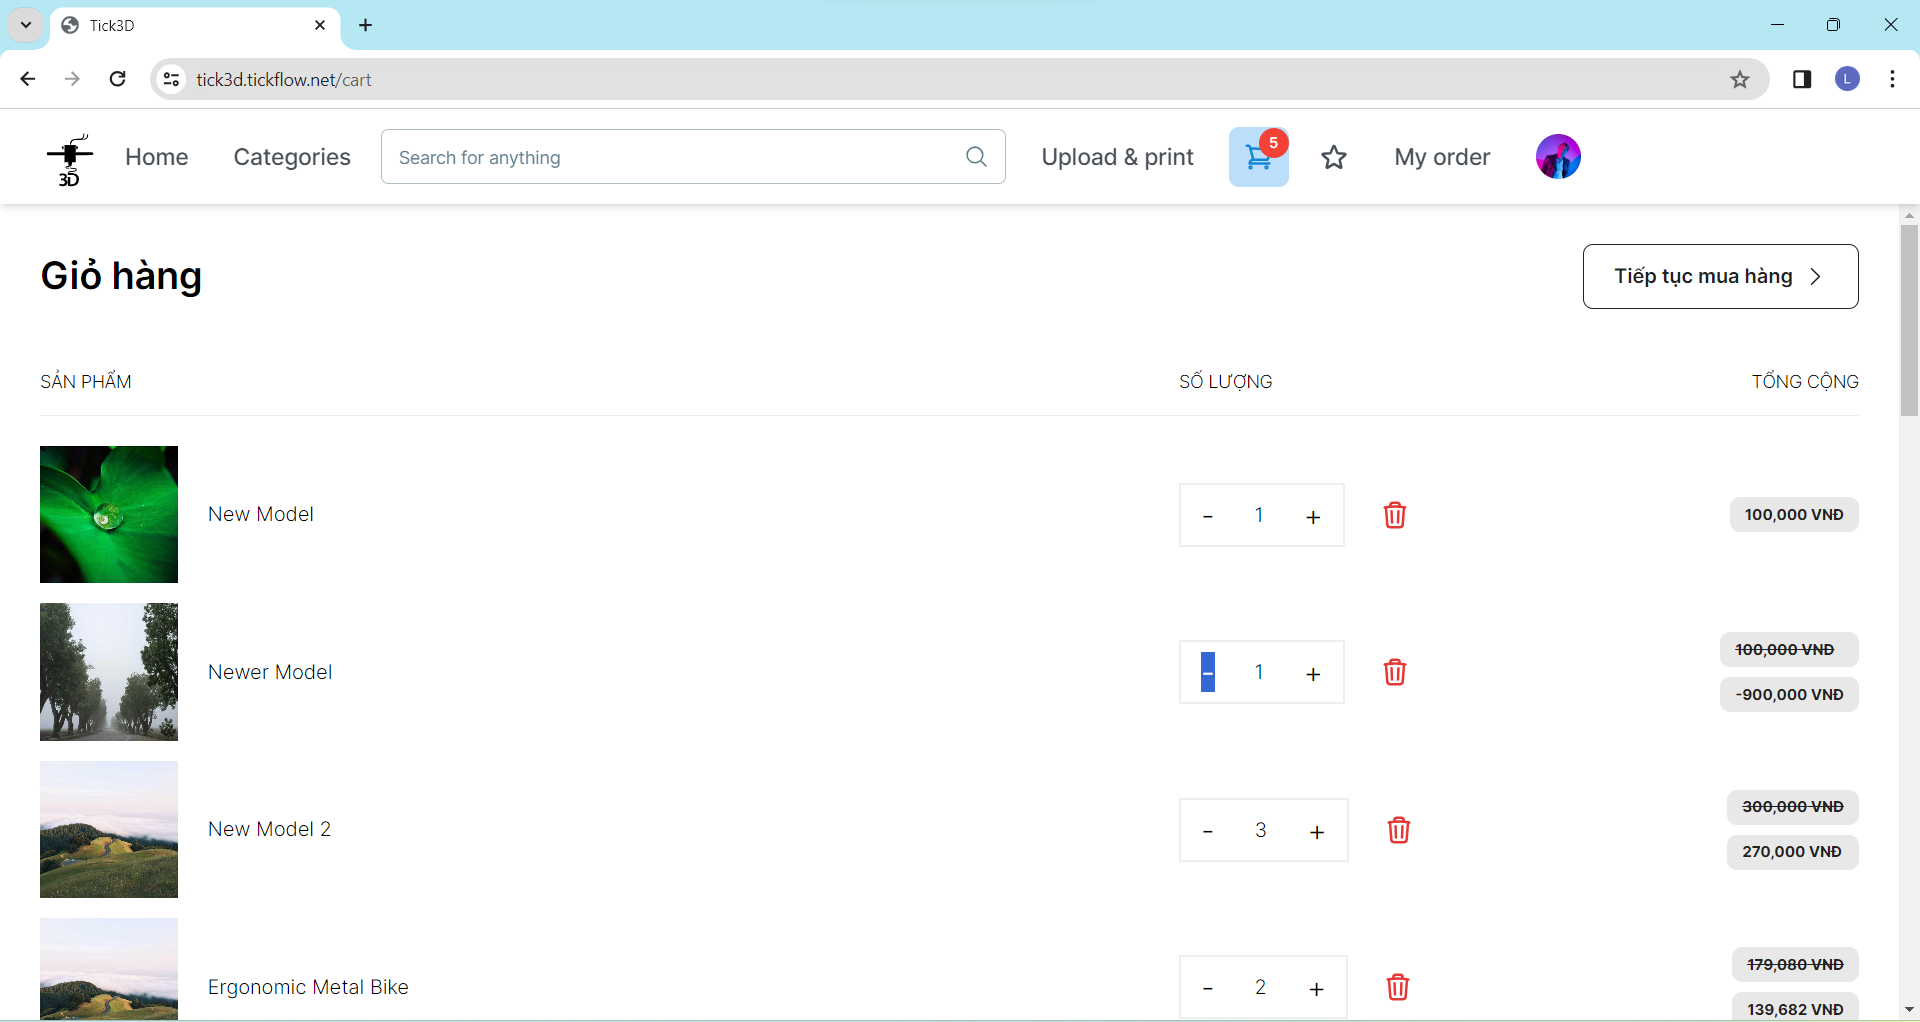 Tick3D
tick3d.tickflow.net/cart
L
3D
Home
Categories
Search for anything
Upload & print
5
My order
Giỏ hàng
Tiếp tục mua hàng
SẢN PHẨM
SỐ LƯỢNG
TỔNG CỘNG
New Model
- 1 +
100,000 VNĐ
Newer Model
- 1 +
100,000 VNĐ
-900,000 VNĐ
New Model 2
- 3 +
300,000 VNĐ
270,000 VNĐ
Ergonomic Metal Bike
- 2 +
179,080 VNĐ
139,682 VNĐ